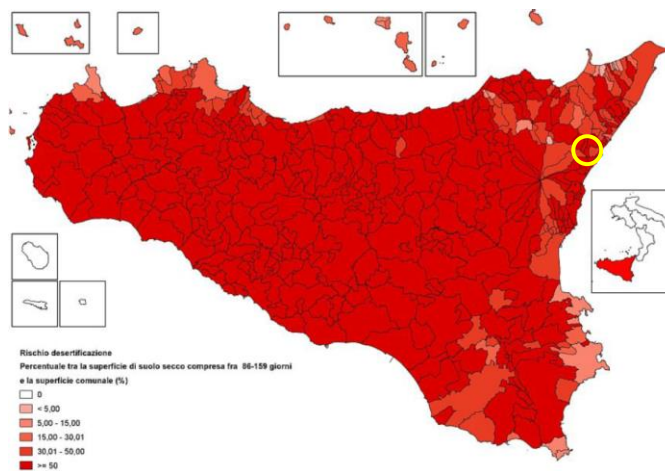 Rischio desertificazione
Percentuale tra la superficie di suolo secco compresa fra 86-159 giorni
e la superficie comunale (%)
0
< 5,00
5,00 - 15,00
15,00 - 30,01
30,01 - 50,00
>= 50